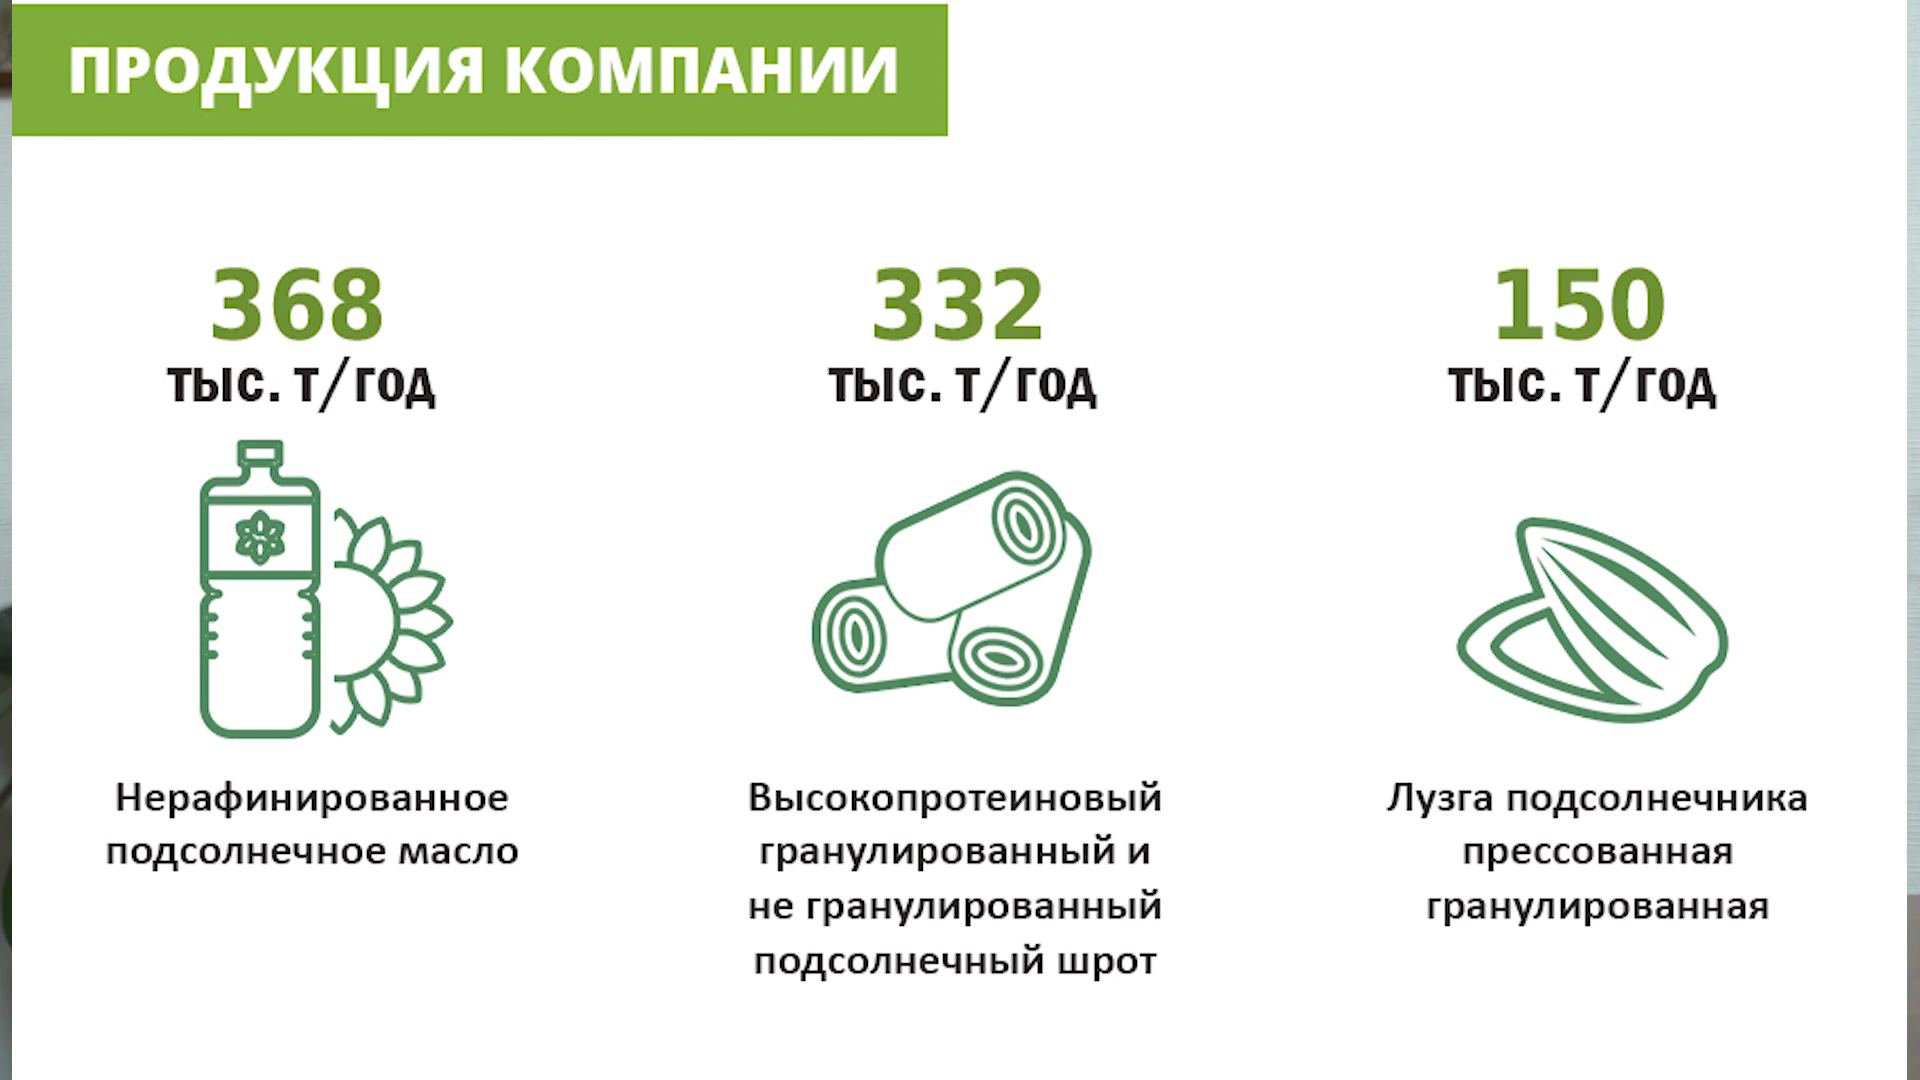 ПРОДУКЦИЯ КОМПАНИИ
368
ТЫС. Т/ГОД
Нерафинированное
подсолнечное масло
332
ТЫС. Т/ГОД
Высокопротеиновый
гранулированный и
не гранулированный
подсолнечный шрот
150
ТЫС. Т/ГОД
Лузга подсолнечника
прессованная
гранулированная